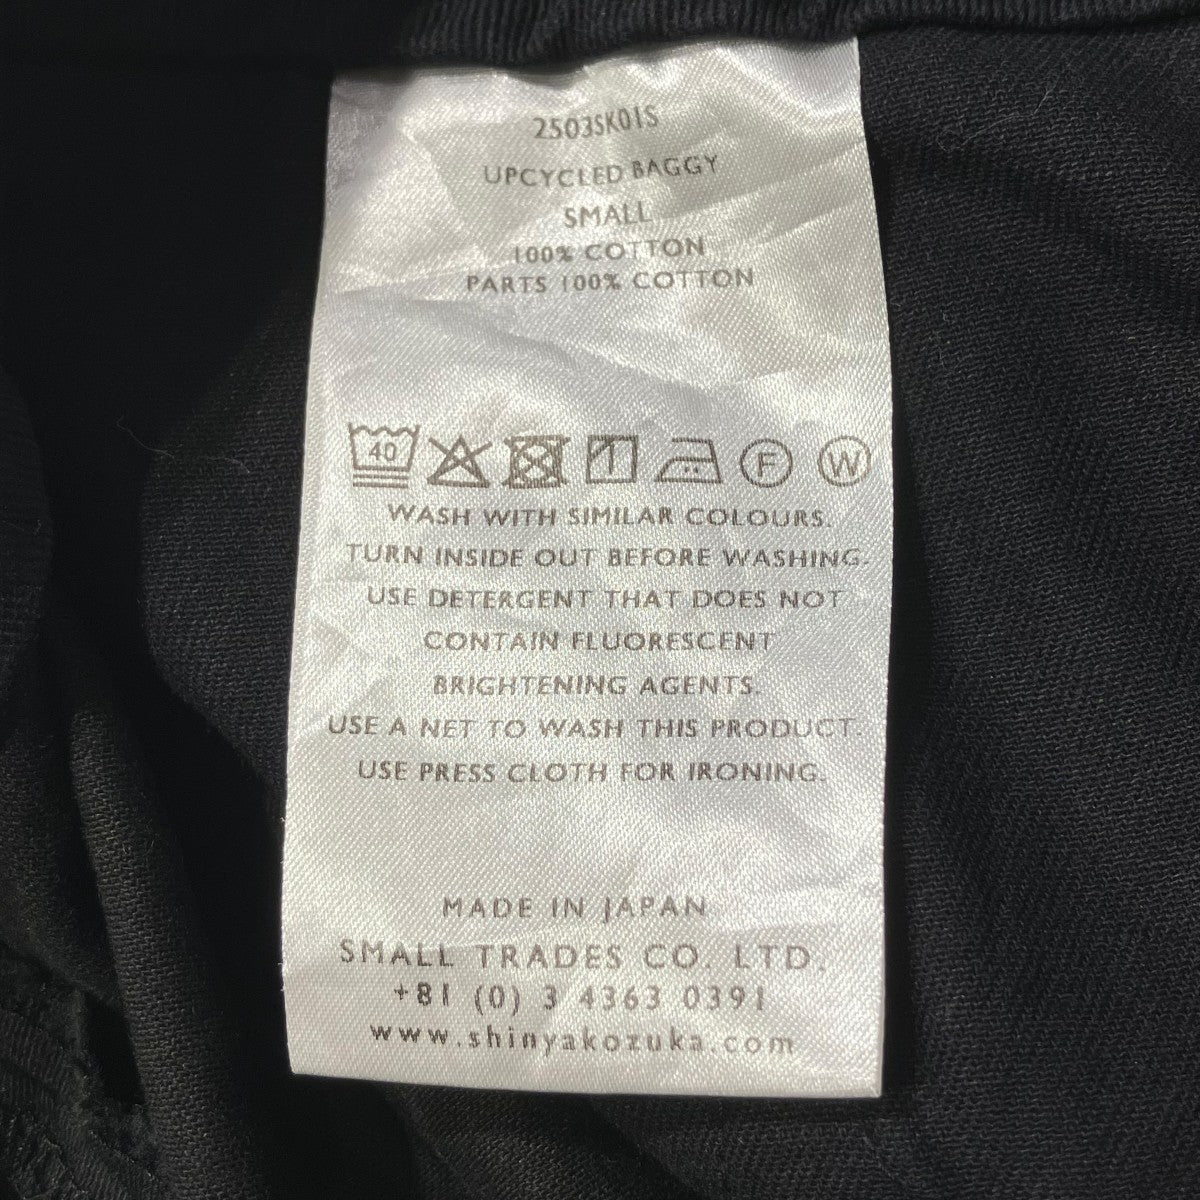 2503SK01S
UPCYCLED BAGGY
SMALL
100% COTTON
PARTS 100% COTTON
40 F W
WASH WITH SIMILAR COLOURS.
TURN INSIDE OUT BEFORE WASHING.
USE DETERGENT THAT DOES NOT
CONTAIN FLUORESCENT
BRIGHTENING AGENTS.
USE A NET TO WASH THIS PRODUCT.
USE PRESS CLOTH FOR IRONING.
MADE IN JAPAN
SMALL TRADES CO. LTD.
+81 (0) 3 4363 0391
www.shinyakozuka.com